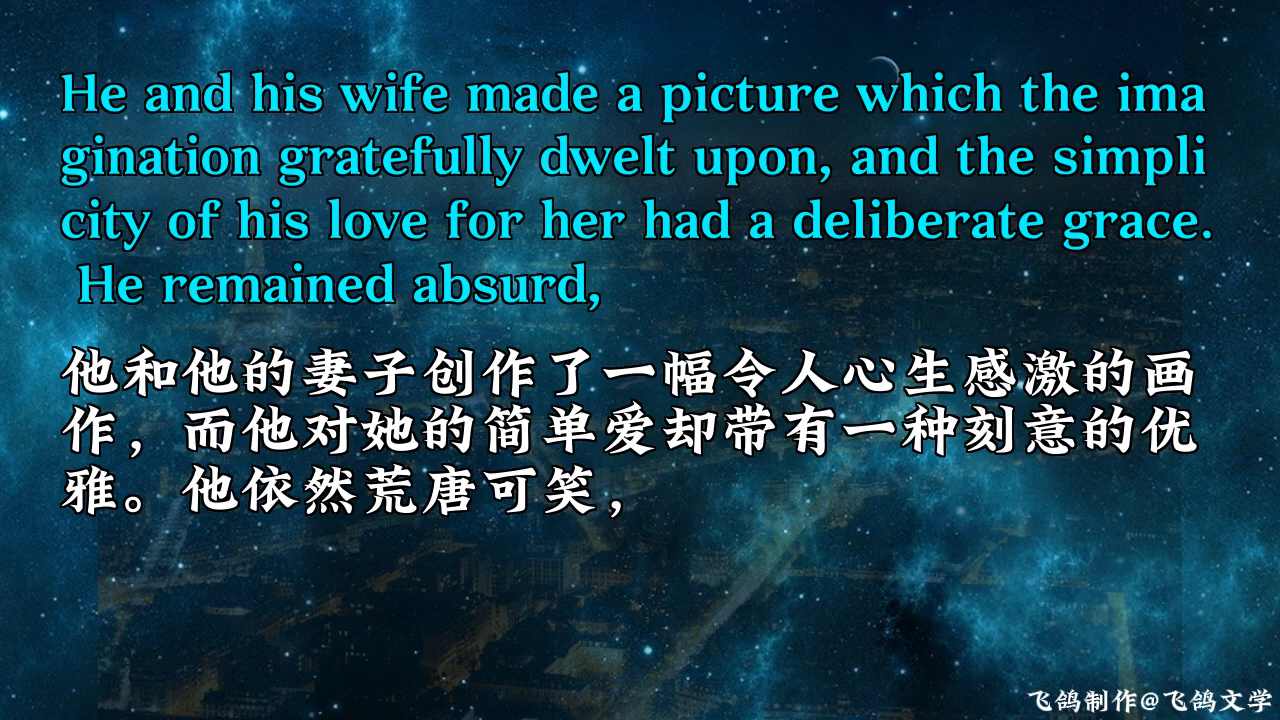 He and his wife made a picture which the ima
gination gratefully dwelt upon, and the simpli
city of his love for her had a deliberate grace.
He remained absurd,
他和他的妻子创作了一幅令人心生感激的画
作，而他对她的简单爱却带有一种刻意的优
雅。他依然荒唐可笑，
飞鸽制作@飞鸽文学